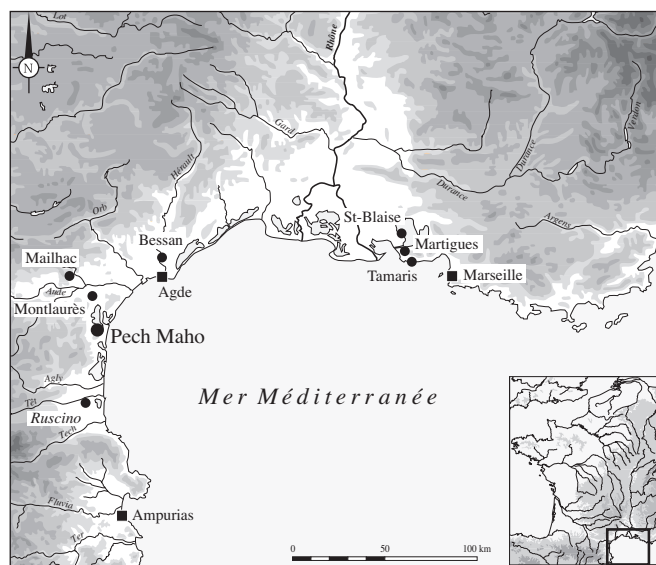 Lot
N
Rhône
Gard
Hérault
Durance
Verdon
Durance
Orb
St-Blaise
Argens
Bessan
Martigues
Mailhac
Tamaris
Marseille
Aude
Agde
Montlaurès
Pech Maho
Agly
Mer Méditerranée
Têt
Ruscino
Tech
Fluvia
Ampurias
Ter
0 50 100 km